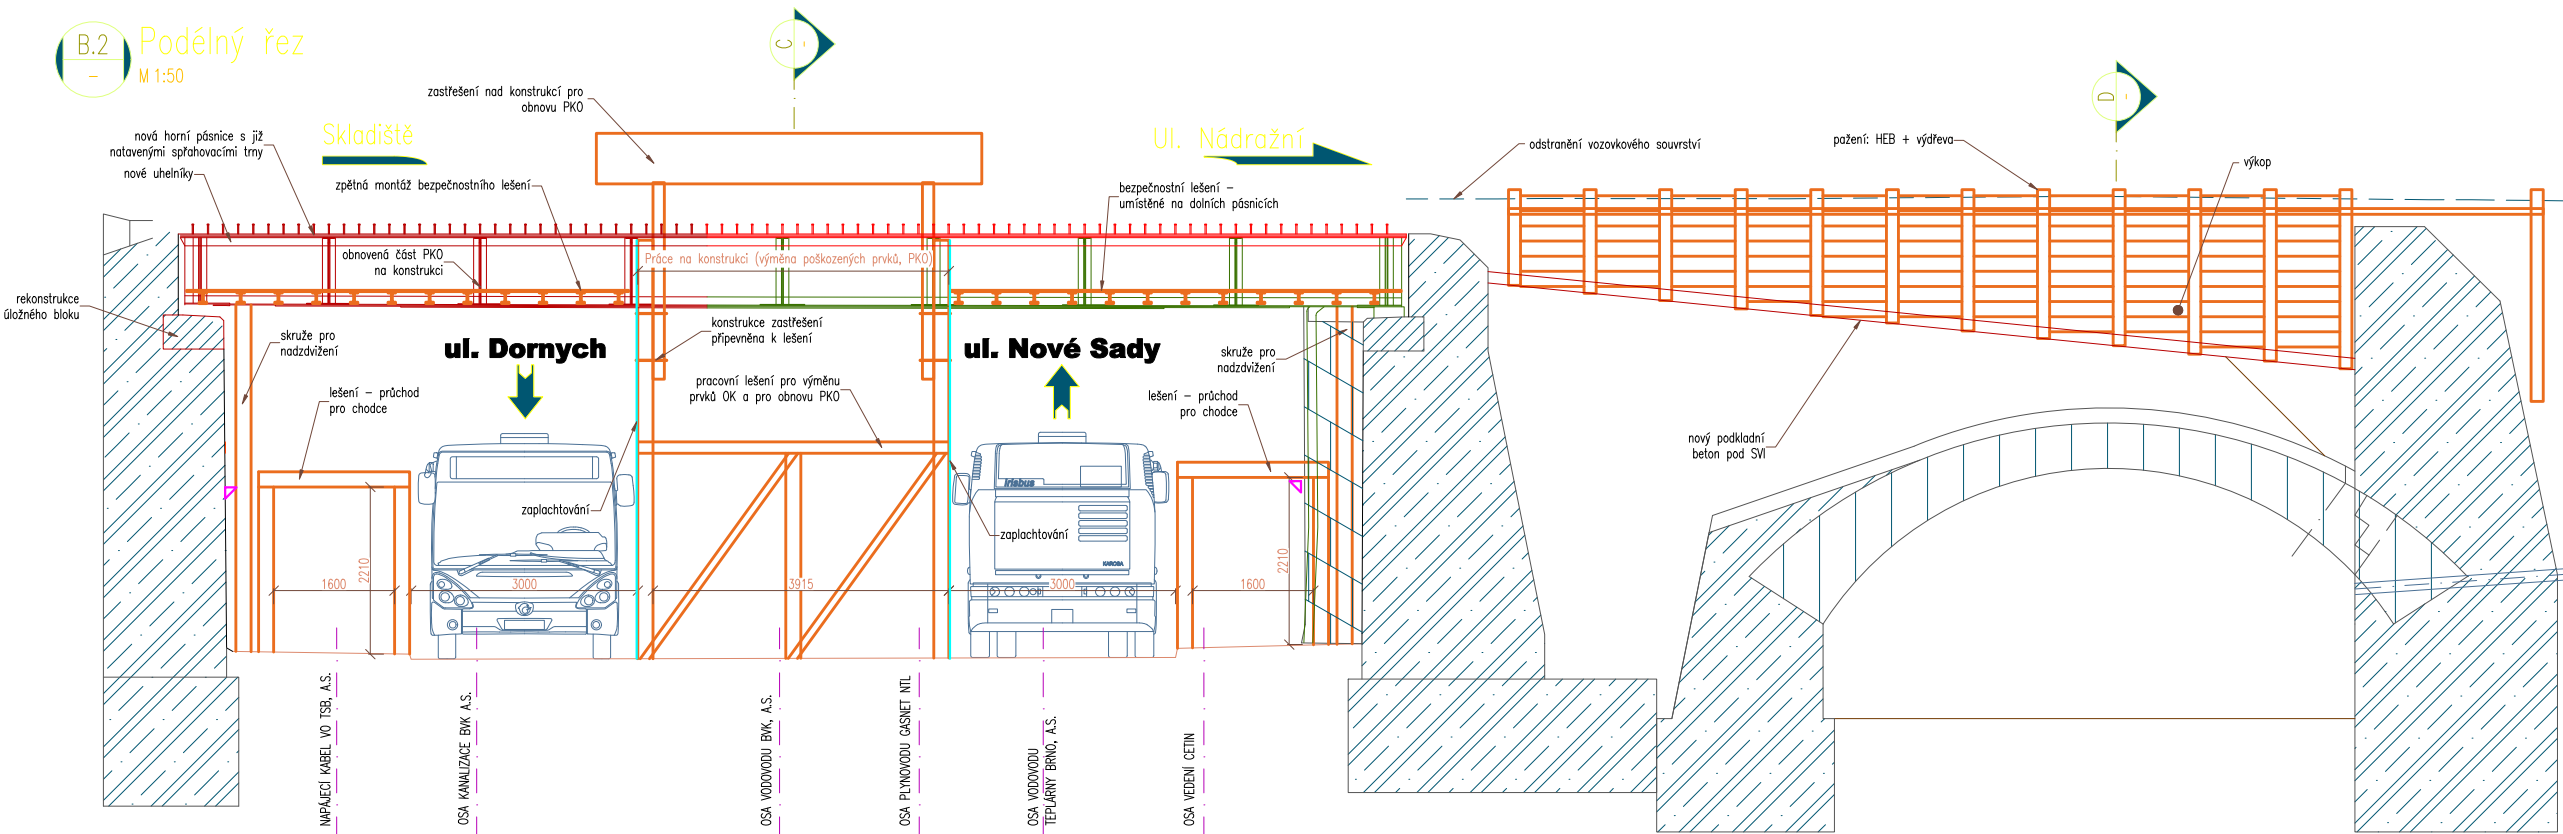 B.2
–
Podélný řez
M 1:50
C
–
D
–
zastřešení nad konstrukcí pro
obnovu PKO
Skladiště
Ul. Nádražní
nová horní pásnice s již
natavenými spřahovacími trny
nové uhelníky
zpětná montáž bezpečnostního lešení
bezpečnostní lešení –
umístěné na dolních pásnicích
odstranění vozovkového souvrství
pažení: HEB + výdřeva
výkop
obnovená část PKO
na konstrukci
Práce na konstrukci (výměna poškozených prvků, PKO)
rekonstrukce
úložného bloku
skruže pro
nadzdvižení
ul. Dornych
konstrukce zastřešení
připevněna k lešení
ul. Nové Sady
skruže pro
nadzdvižení
lešení – průchod
pro chodce
pracovní lešení pro výměnu
prvků OK a pro obnovu PKO
lešení – průchod
pro chodce
nový podkladní
beton pod SVI
zaplachtování
zaplachtování
irisbus
KAROSA
1600
2210
3000
3915
3000
1600
2210
NAPÁJECÍ KABEL VO TSB, A.S.
OSA KANALIZACE BVK A.S.
OSA VODOVODU BVK, A.S.
OSA PLYNOVODU GASNET NTL
OSA VODOVODU
TEPLÁRNY BRNO, A.S.
OSA VEDENÍ CETIN